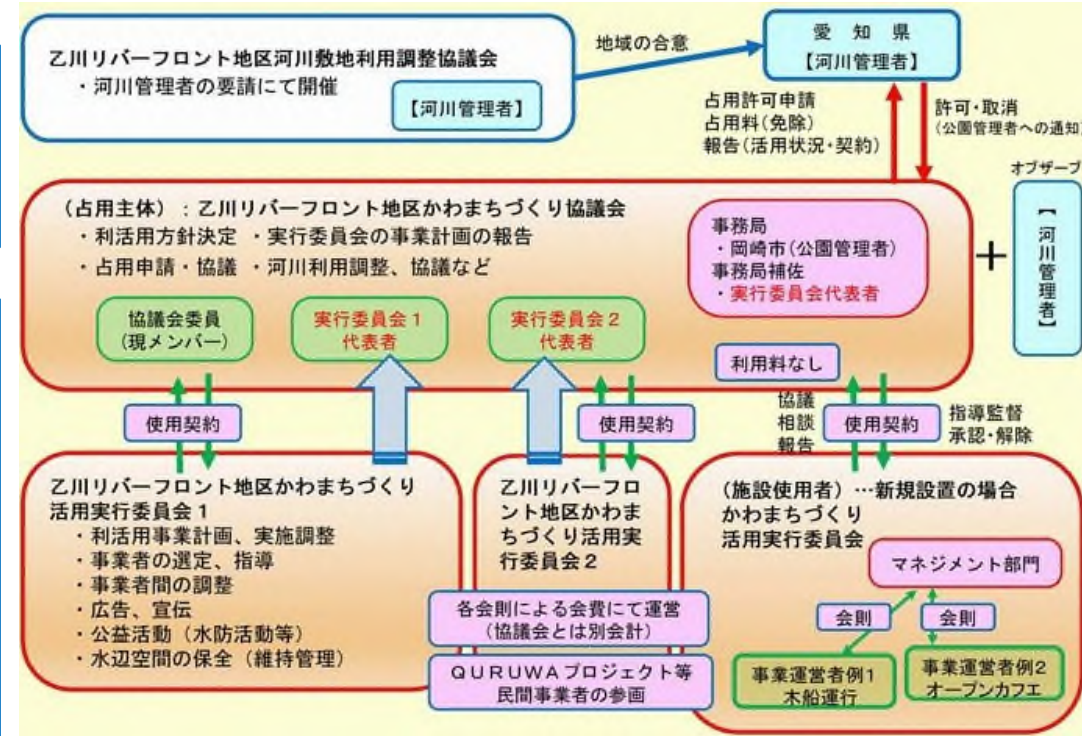 乙川リバーフロント地区河川敷地利用調整協議会
・河川管理者の要請にて開催
【河川管理者】
地域の合意
愛　知　県
【河川管理者】
占用許可申請
占用料(免除)
報告(活用状況・契約)
許可・取消
(公園管理者への通知)
オブザーブ
【河川管理者】
＋
(占用主体)：乙川リバーフロント地区かわまちづくり協議会
・利活用方針決定　・実行委員会の事業計画の報告
・占用申請・協議　・河川利用調整、協議など
事務局
・岡崎市(公園管理者)
事務局補佐
・実行委員会代表者
協議会委員
(現メンバー)
実行委員会１
代表者
実行委員会２
代表者
利用料なし
使用契約
使用契約
協議
相談
報告
使用契約
指導監督
承認・解除
乙川リバーフロント地区かわまちづくり
活用実行委員会１
・利活用事業計画、実施調整
・事業者の選定、指導
・事業者間の調整
・広告、宣伝
・公益活動（水防活動等）
・水辺空間の保全（維持管理）
乙川リバーフロ
ント地区かわま
ちづくり活用実
行委員会２
各会則による会費にて運営
(協議会とは別会計)
ＱＵＲＵＷＡプロジェクト等
民間事業者の参画
(施設使用者)…新規設置の場合
かわまちづくり
活用実行委員会
マネジメント部門
会則
会則
事業運営者例1
木船運行
事業運営者例2
オープンカフェ